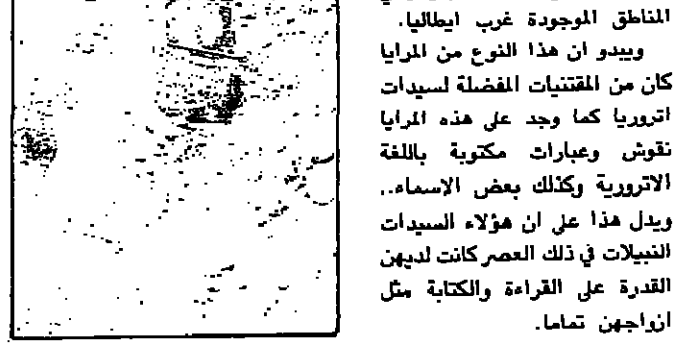 المناطق الموجودة غرب ايطاليا.
ويبدو ان هذا النوع من المرايا
كان من المقتنيات المفضلة لسيدات
اتروريا كما وجد على هذه المرايا
نقوش وعبارات مكتوبة باللغة
الاترورية وكذلك بعض الاسماء..
ويدل هذا على ان هؤلاء السيدات
النبيلات في ذلك العصر كانت لديهن
القدرة على القراءة والكتابة مثل
ازواجهن تماما.